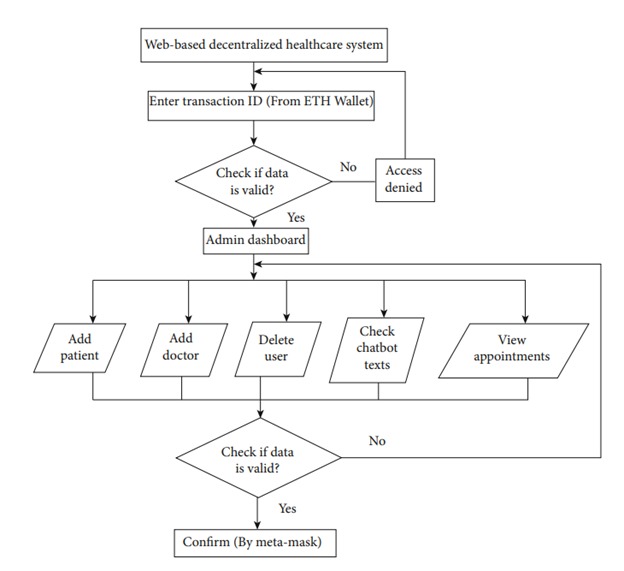 Web-based decentralized healthcare system
Enter transaction ID (From ETH Wallet)
Check if data
is valid?
No
Access
denied
Yes
Admin dashboard
Add
patient
Add
doctor
Delete
user
Check
chatbot
texts
View
appointments
Check if data
is valid?
No
Yes
Confirm (By meta-mask)